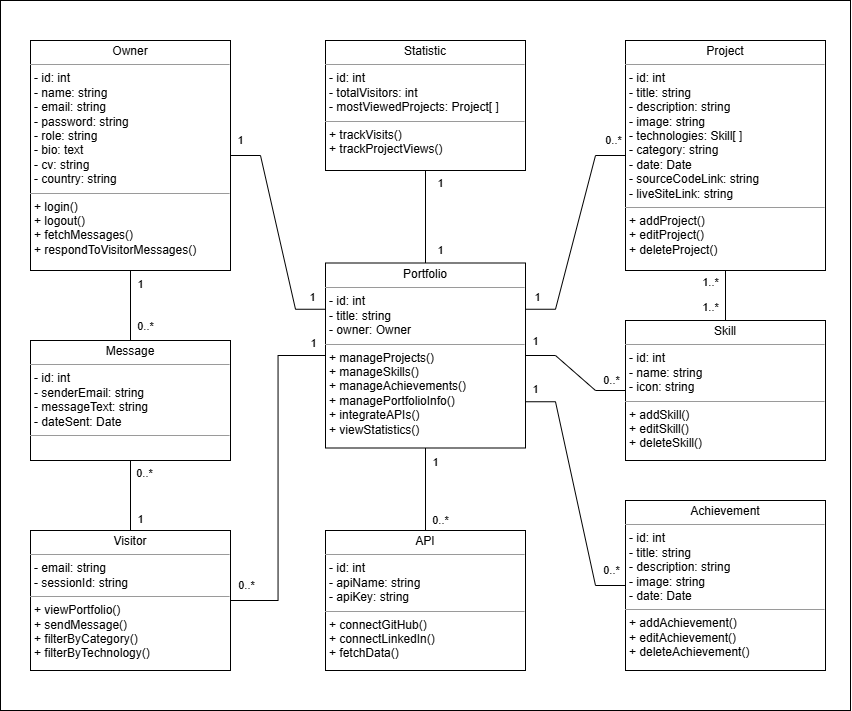 Owner
- id: int
- name: string
- email: string
- password: string
- role: string
- bio: text
- cv: string
- country: string
+ login()
+ logout()
+ fetchMessages()
+ respondToVisitorMessages()
Statistic
- id: int
- totalVisitors: int
- mostViewedProjects: Project[ ]
+ trackVisits()
+ trackProjectViews()
Project
- id: int
- title: string
- description: string
- image: string
- technologies: Skill[ ]
- category: string
- date: Date
- sourceCodeLink: string
- liveSiteLink: string
+ addProject()
+ editProject()
+ deleteProject()
1
0..*
1
1
1
1
1
0..*
1..*
1..*
Message
- id: int
- senderEmail: string
- messageText: string
- dateSent: Date
Portfolio
- id: int
- title: string
- owner: Owner
+ manageProjects()
+ manageSkills()
+ manageAchievements()
+ managePortfolioInfo()
+ integrateAPIs()
+ viewStatistics()
Skill
- id: int
- name: string
- icon: string
+ addSkill()
+ editSkill()
+ deleteSkill()
1
1
0..*
1
0..*
1
1
0..*
0..*
0..*
Visitor
- email: string
- sessionId: string
+ viewPortfolio()
+ sendMessage()
+ filterByCategory()
+ filterByTechnology()
API
- id: int
- apiName: string
- apiKey: string
+ connectGitHub()
+ connectLinkedIn()
+ fetchData()
Achievement
- id: int
- title: string
- description: string
- image: string
- date: Date
+ addAchievement()
+ editAchievement()
+ deleteAchievement()